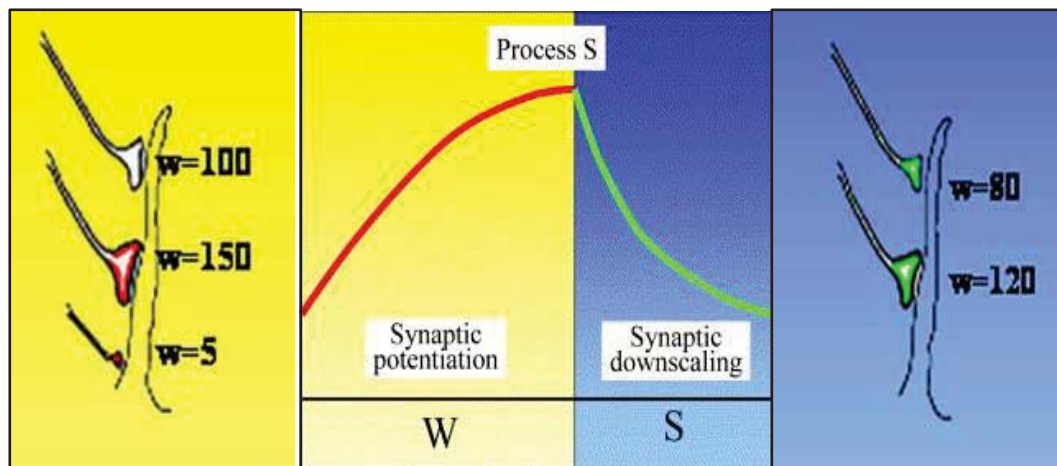 w=100
w=150
w=5
Process S
Synaptic
potentiation
Synaptic
downscaling
W
S
w=80
w=120